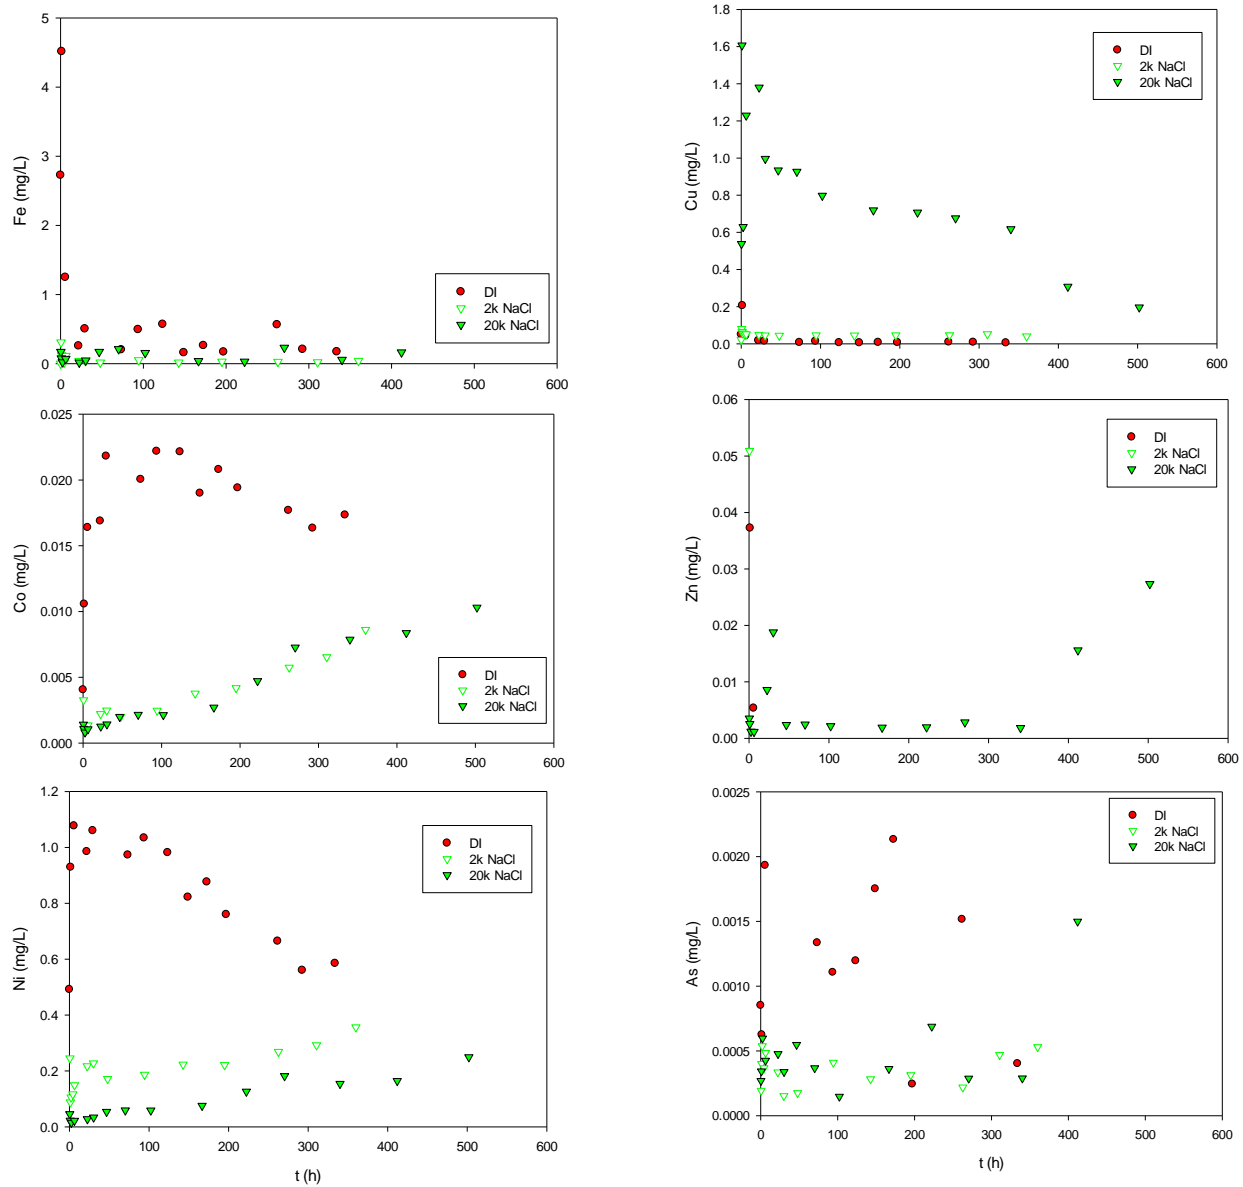 5
4
3
2
1
0
Fe (mg/L)
DI
2k NaCl
20k NaCl
0 100 200 300 400 500 600
1.8
1.6
1.4
1.2
1.0
0.8
0.6
0.4
0.2
0.0
Cu (mg/L)
DI
2k NaCl
20k NaCl
0 100 200 300 400 500 600
0.025
0.020
0.015
0.010
0.005
0.000
Co (mg/L)
DI
2k NaCl
20k NaCl
0 100 200 300 400 500 600
0.06
0.05
0.04
0.03
0.02
0.01
0.00
Zn (mg/L)
DI
2k NaCl
20k NaCl
0 100 200 300 400 500 600
1.2
1.0
0.8
0.6
0.4
0.2
0.0
Ni (mg/L)
DI
2k NaCl
20k NaCl
0 100 200 300 400 500 600
t (h)
0.0025
0.0020
0.0015
0.0010
0.0005
0.0000
As (mg/L)
DI
2k NaCl
20k NaCl
0 100 200 300 400 500 600
t (h)